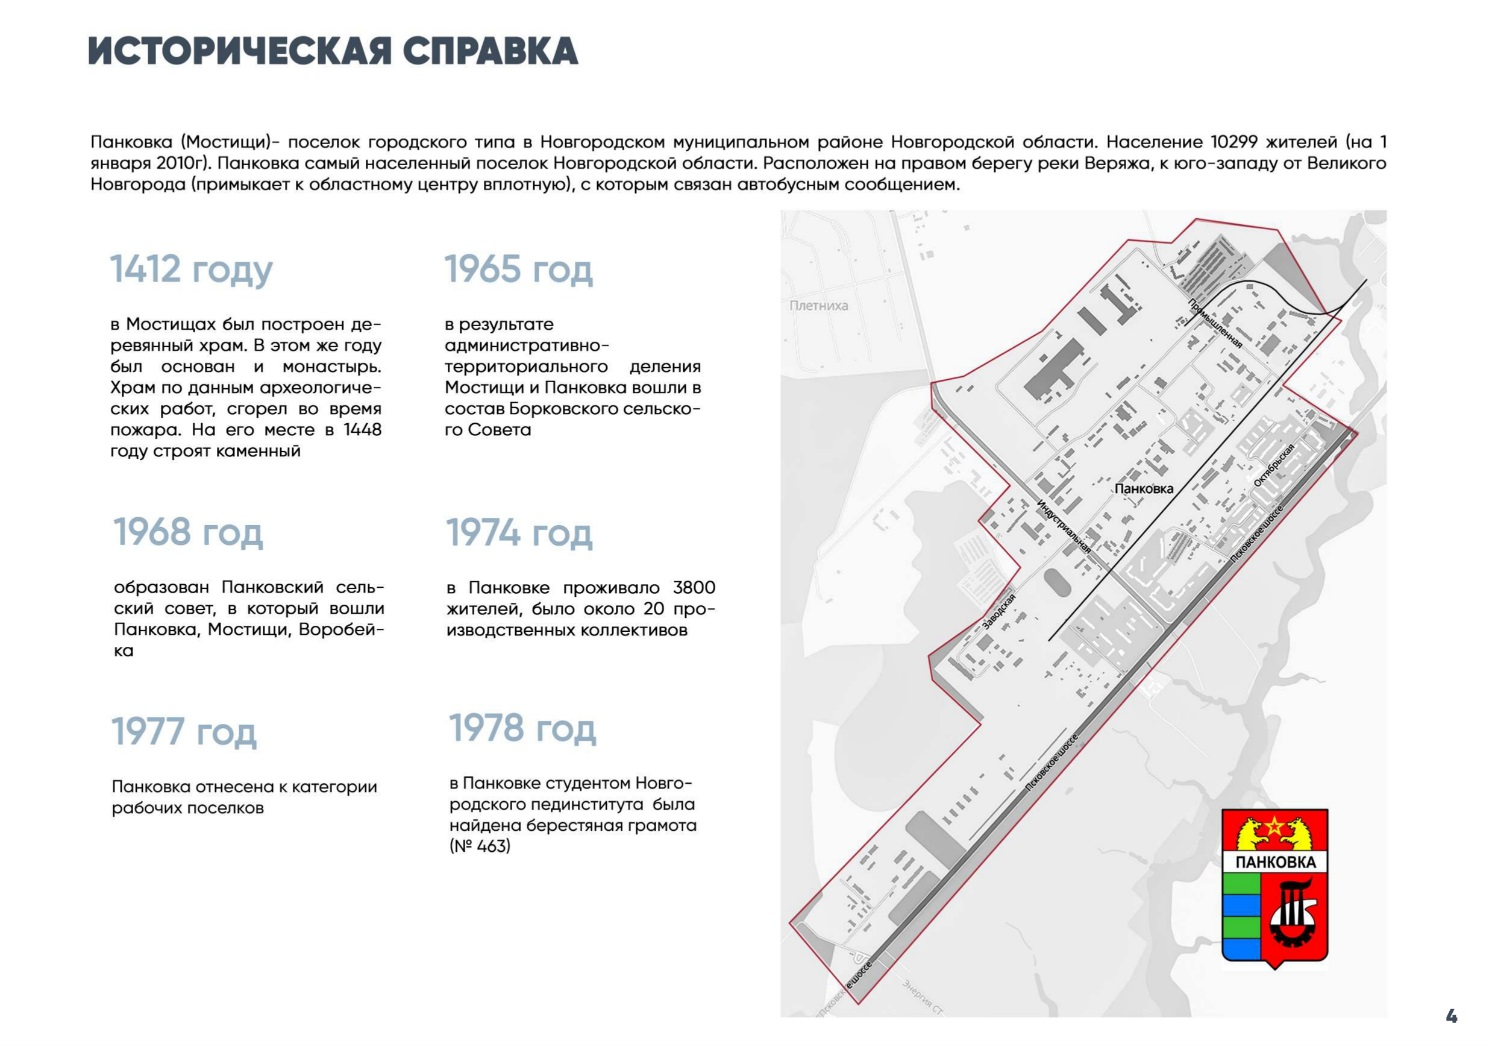 ИСТОРИЧЕСКАЯ СПРАВКА
Панковка (Мостищи)- поселок городского типа в Новгородском муниципальном районе Новгородской области. Население 10299 жителей (на 1
января 2010г). Панковка самый населенный поселок Новгородской области. Расположен на правом берегу реки Веряжа, к юго-западу от Великого
Новгорода (примыкает к областному центру вплотную), с которым связан автобусным сообщением.
1412 году
в Мостищах был построен де-
ревянный храм. В этом же году
был основан и монастырь.
Храм по данным археологиче-
ских работ, сгорел во время
пожара. На его месте в 1448
году строят каменный
1965 год
в результате
административно-
территориального деления
Мостищи и Панковка вошли в
состав Борковского сельско-
го Совета
1968 год
образован Панковский сель-
ский совет, в который вошли
Панковка, Мостищи, Воробей-
ка
1974 год
в Панковке проживало 3800
жителей, было около 20 про-
изводственных коллективов
1977 год
Панковка отнесена к категории
рабочих поселков
1978 год
в Панковке студентом Новго-
родского пединститута была
найдена берестяная грамота
(№ 463)
Плетниха
Промышленная
Октябрьская
Панковка
Индустриальная
Псковское шоссе
Заводская
Псковское шоссе
е шоссе
Псковское
Энергия СТ
ПАНКОВКА
4